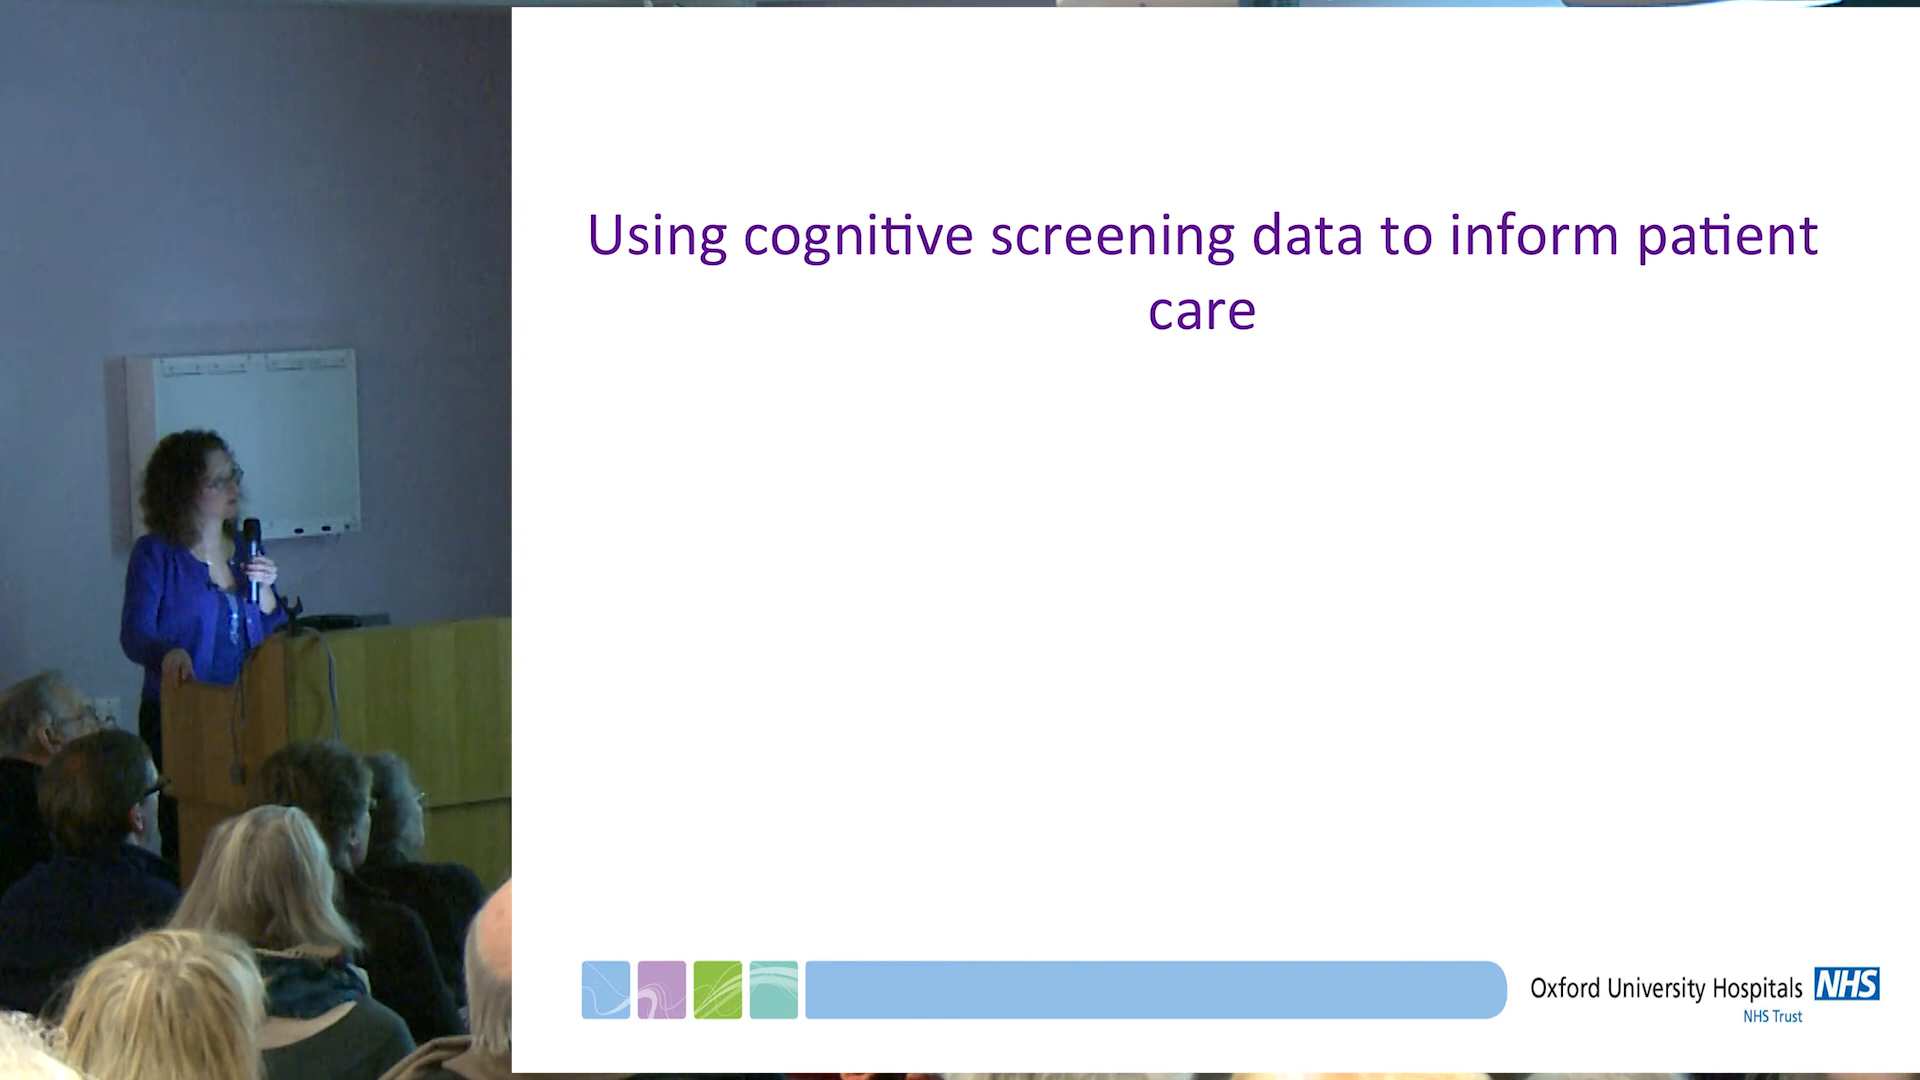 Using cognitive screening data to inform patient
care
Oxford University Hospitals NHS
NHS Trust